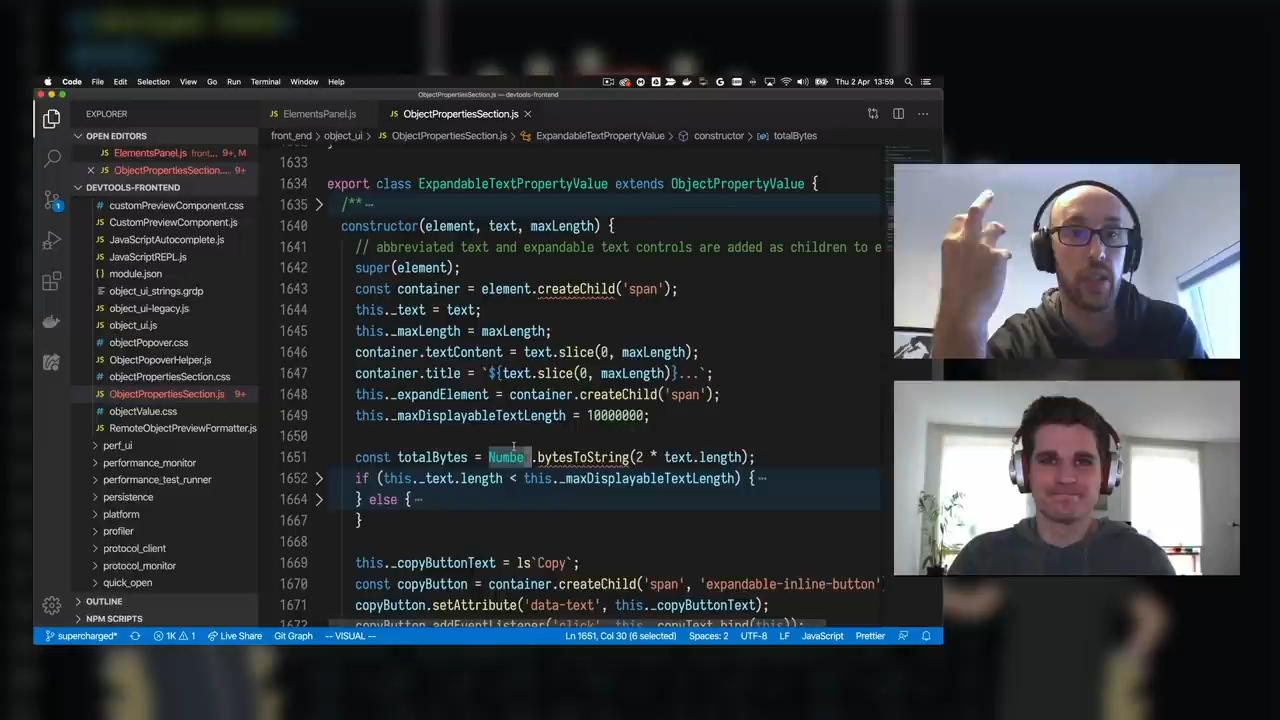 Code File Edit Selection View Go Run Terminal Window Help
Thu 2 Apr 13:59
ObjectPropertiesSection.js — devtools-frontend
EXPLORER
ElementsPanel.js
ObjectPropertiesSection.js
OPEN EDITORS
ElementsPanel.js front... 9+, M
ObjectPropertiesSection.... 9+
DEVTOOLS-FRONTEND
customPreviewComponent.css
CustomPreviewComponent.js
JavaScriptAutocomplete.js
JavaScriptREPL.js
module.json
object_ui_strings.grdp
object_ui-legacy.js
object_ui.js
objectPopover.css
ObjectPopoverHelper.js
objectPropertiesSection.css
ObjectPropertiesSection.js 9+
objectValue.css
RemoteObjectPreviewFormatter.js
perf_ui
performance_monitor
performance_test_runner
persistence
platform
profiler
protocol_client
protocol_monitor
quick_open
OUTLINE
NPM SCRIPTS
front_end > object_ui > ObjectPropertiesSection.js > ExpandableTextPropertyValue > constructor > totalBytes
1633
1634 export class ExpandableTextPropertyValue extends ObjectPropertyValue {
1635 /** ...
1640 constructor(element, text, maxLength) {
1641 // abbreviated text and expandable text controls are added as children to e
1642 super(element);
1643 const container = element.createChild('span');
1644 this._text = text;
1645 this._maxLength = maxLength;
1646 container.textContent = text.slice(0, maxLength);
1647 container.title = `${text.slice(0, maxLength)}...`;
1648 this._expandElement = container.createChild('span');
1649 this._maxDisplayableTextLength = 10000000;
1650
1651 const totalBytes = Numbe .bytesToString(2 * text.length);
1652 if (this._text.length < this._maxDisplayableTextLength) { ...
1664 } else { ...
1667 }
1668
1669 this._copyButtonText = ls`Copy`;
1670 const copyButton = container.createChild('span', 'expandable-inline-button'
1671 copyButton.setAttribute('data-text', this._copyButtonText);
1672 copyButton.addEventListener('click', this._copyText.bind(this));
supercharged* 1K 1 Live Share Git Graph -- VISUAL -- Ln 1651, Col 30 (6 selected) Spaces: 2 UTF-8 LF JavaScript Prettier